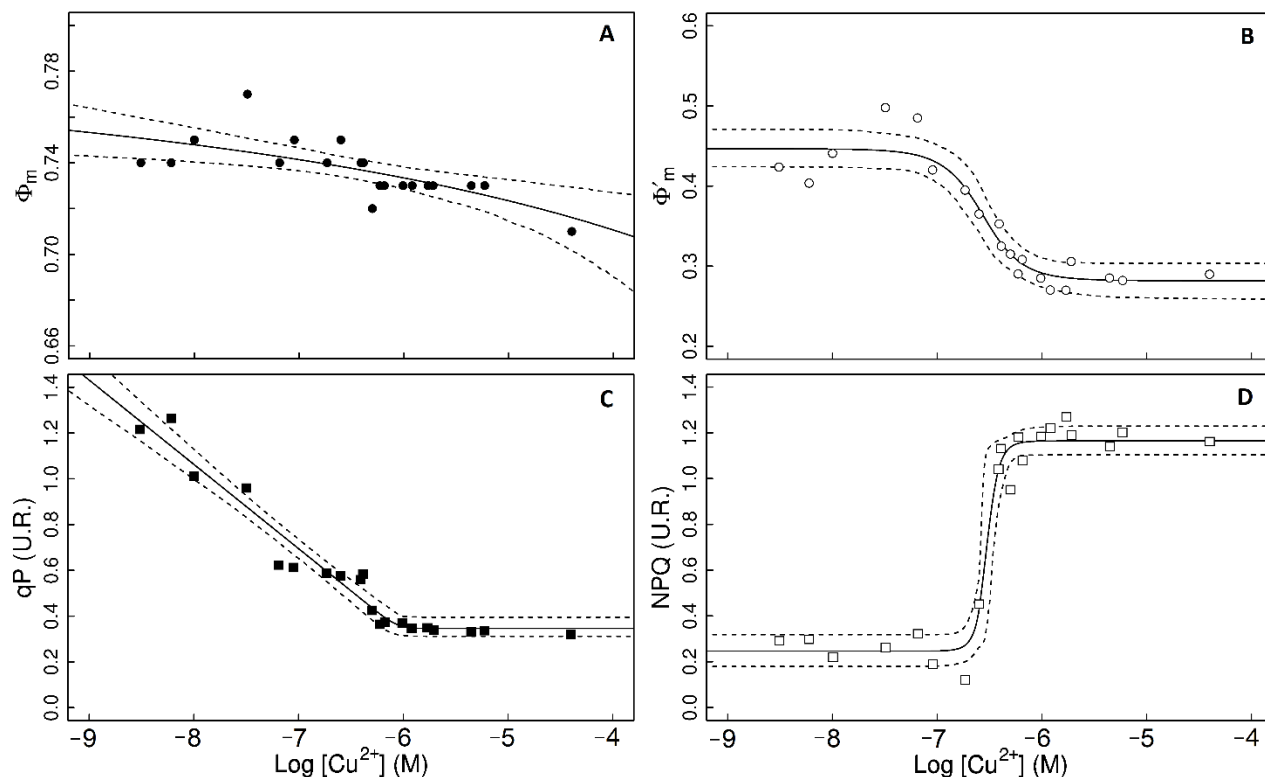 A
Φm
0.66 0.70 0.74 0.78
B
Φ'm
0.2 0.3 0.4 0.5 0.6
C
qP (U.R.)
0.0 0.2 0.4 0.6 0.8 1.0 1.2 1.4
−9 −8 −7 −6 −5 −4
Log [Cu2+] (M)
D
NPQ (U.R.)
0.0 0.2 0.4 0.6 0.8 1.0 1.2 1.4
−9 −8 −7 −6 −5 −4
Log [Cu2+] (M)